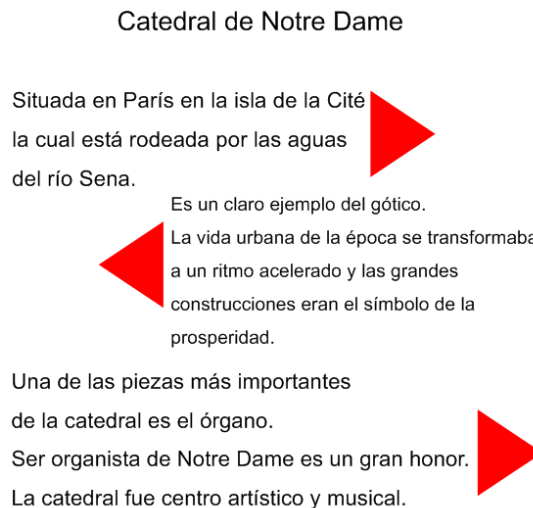 Catedral de Notre Dame
Situada en París en la isla de la Cité
la cual está rodeada por las aguas
del río Sena.
Es un claro ejemplo del gótico.
La vida urbana de la época se transformaba
a un ritmo acelerado y las grandes
construcciones eran el símbolo de la
prosperidad.
Una de las piezas más importantes
de la catedral es el órgano.
Ser organista de Notre Dame es un gran honor.
La catedral fue centro artístico y musical.